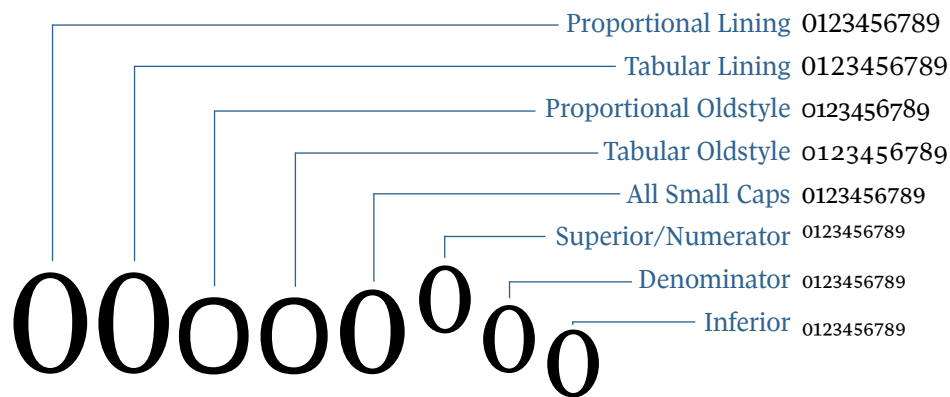 Proportional Lining 0123456789
Tabular Lining 0123456789
Proportional Oldstyle 0123456789
Tabular Oldstyle 0123456789
All Small Caps 0123456789
Superior/Numerator 0123456789
Denominator 0123456789
Inferior 0123456789
00000000